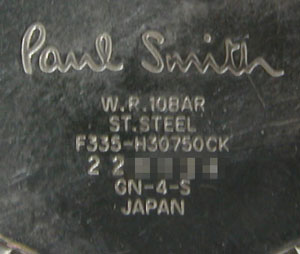 Paul Smith
W.R.10BAR
ST.STEEL
F335-H30750CK
2 2
GN-4-S
JAPAN